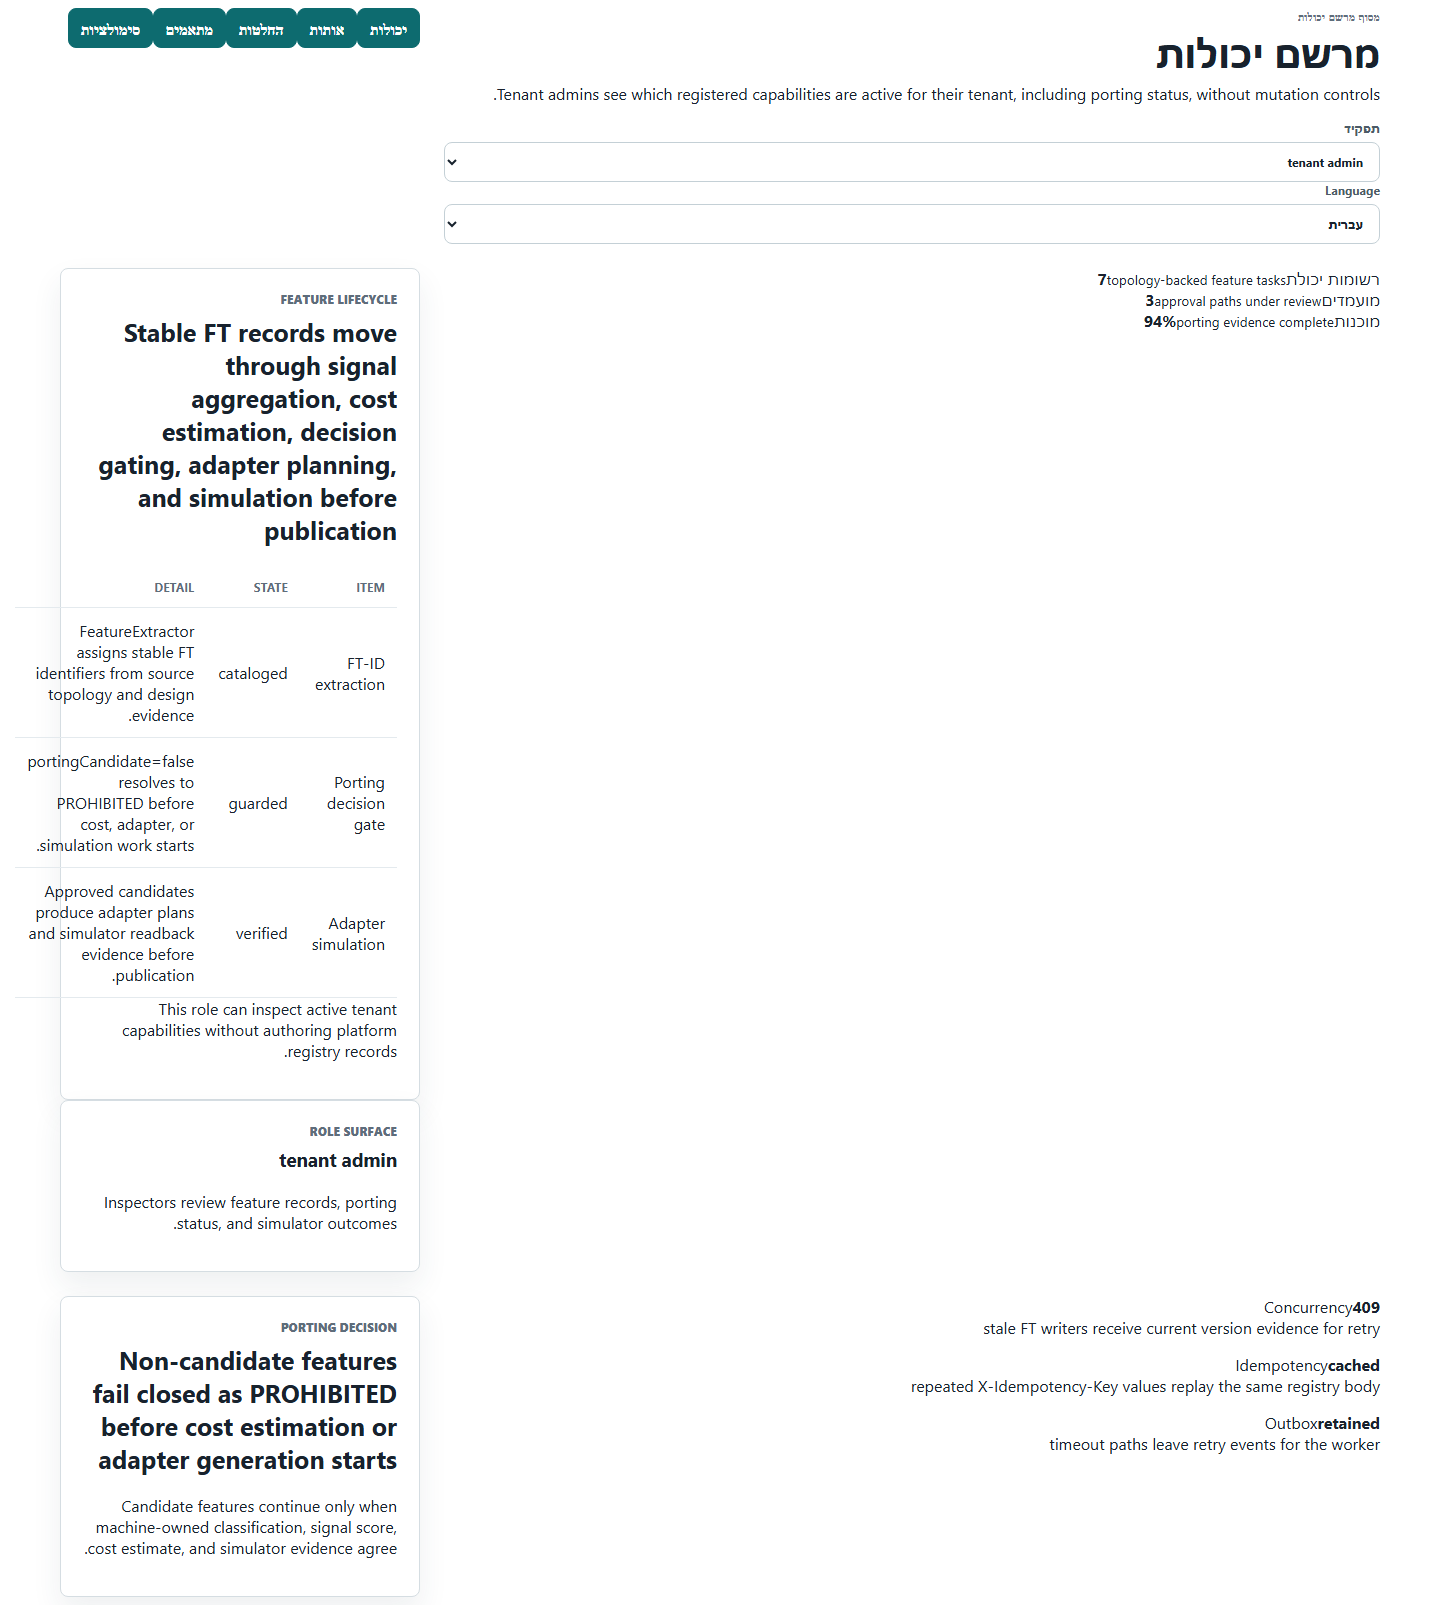 מסוף מרשם יכולות
מרשם יכולות
Tenant admins see which registered capabilities are active for their tenant, including porting status, without mutation controls.
תפקיד
tenant admin
Language
עברית
יכולות
אותות
החלטות
מתאמים
סימולציות
רשומות יכולת topology-backed feature tasks 7
מועמדים approval paths under review 3
מוכנות porting evidence complete 94%
FEATURE LIFECYCLE
Stable FT records move
through signal
aggregation, cost
estimation, decision
gating, adapter planning,
and simulation before
publication
ITEM STATE DETAIL
FT-ID
extraction
cataloged
FeatureExtractor
assigns stable FT
identifiers from source
topology and design
evidence.
Porting
decision
gate
guarded
portingCandidate=false
resolves to
PROHIBITED before
cost, adapter, or
simulation work starts.
Adapter
simulation
verified
Approved candidates
produce adapter plans
and simulator readback
evidence before
publication.
This role can inspect active tenant
capabilities without authoring platform
registry records.
ROLE SURFACE
tenant admin
Inspectors review feature records, porting
status, and simulator outcomes.
Concurrency409
stale FT writers receive current version evidence for retry
Idempotencycached
repeated X-Idempotency-Key values replay the same registry body
Outboxretained
timeout paths leave retry events for the worker
PORTING DECISION
Non-candidate features
fail closed as PROHIBITED
before cost estimation or
adapter generation starts
Candidate features continue only when
machine-owned classification, signal score,
cost estimate, and simulator evidence agree.